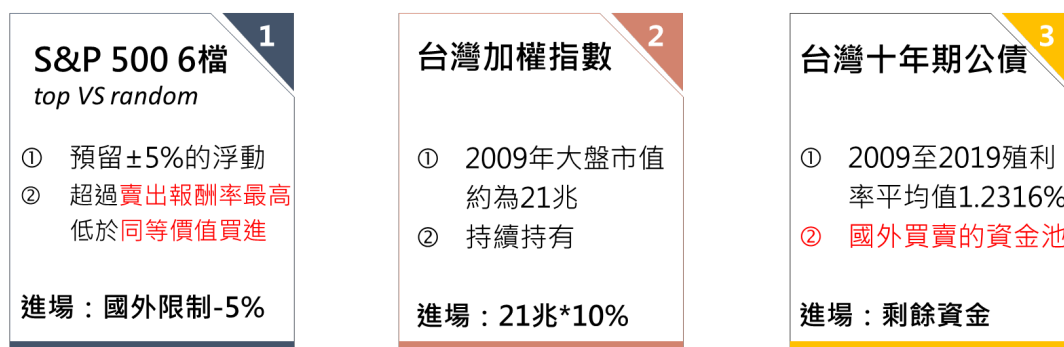 1
S&P 500 6檔
top VS random
① 預留±5%的浮動
② 超過賣出報酬率最高
低於同等價值買進
進場：國外限制-5%
2
台灣加權指數
① 2009年大盤市值
約為21兆
② 持續持有
進場：21兆*10%
3
台灣十年期公債
① 2009至2019殖利
率平均值1.2316%
② 國外買賣的資金池
進場：剩餘資金